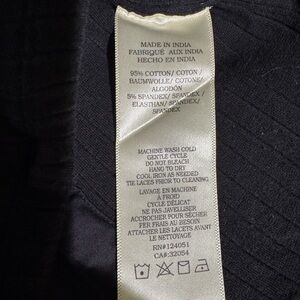 MADE IN INDIA
FABRIQUÉ AUX INDIA
HECHO EN INDIA
95% COTTON / COTON /
BAUMWOLLE / COTONE/
ALGODÓN
5% SPANDEX/ SPANDEX /
ELASTHAN/ SPANDEX/
SPANDEX
MACHINE WASH COLD
GENTLE CYCLE
DO NOT BLEACH
HANG TO DRY
COOL IRON AS NEEDED
TIE LACES PRIOR TO CLEANING
LAVAGE EN MACHINE
À FROID
CYCLE DÉLICAT
NE PAS JAVELLISER
ACCROCHER POUR SÉCHER
FER TIÈDE AU BESOIN
ATTACHER LES LACETS AVANT
LE NETTOYAGE
RN#124051
CA#:32054